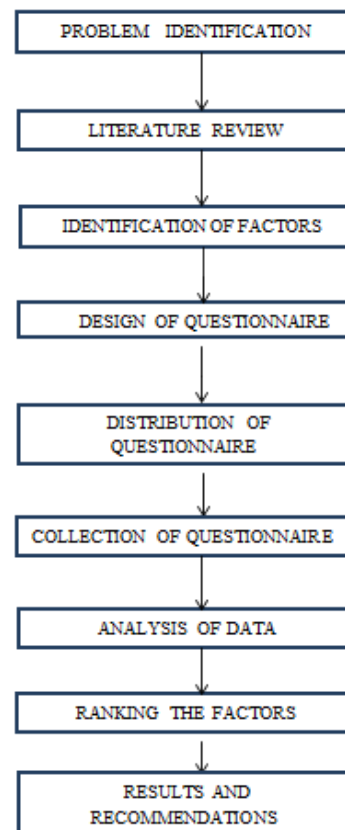 PROBLEM IDENTIFICATION
LITERATURE REVIEW
IDENTIFICATION OF FACTORS
DESIGN OF QUESTIONNAIRE
DISTRIBUTION OF
QUESTIONNAIRE
COLLECTION OF QUESTIONNAIRE
ANALYSIS OF DATA
RANKING THE FACTORS
RESULTS AND
RECOMMENDATIONS